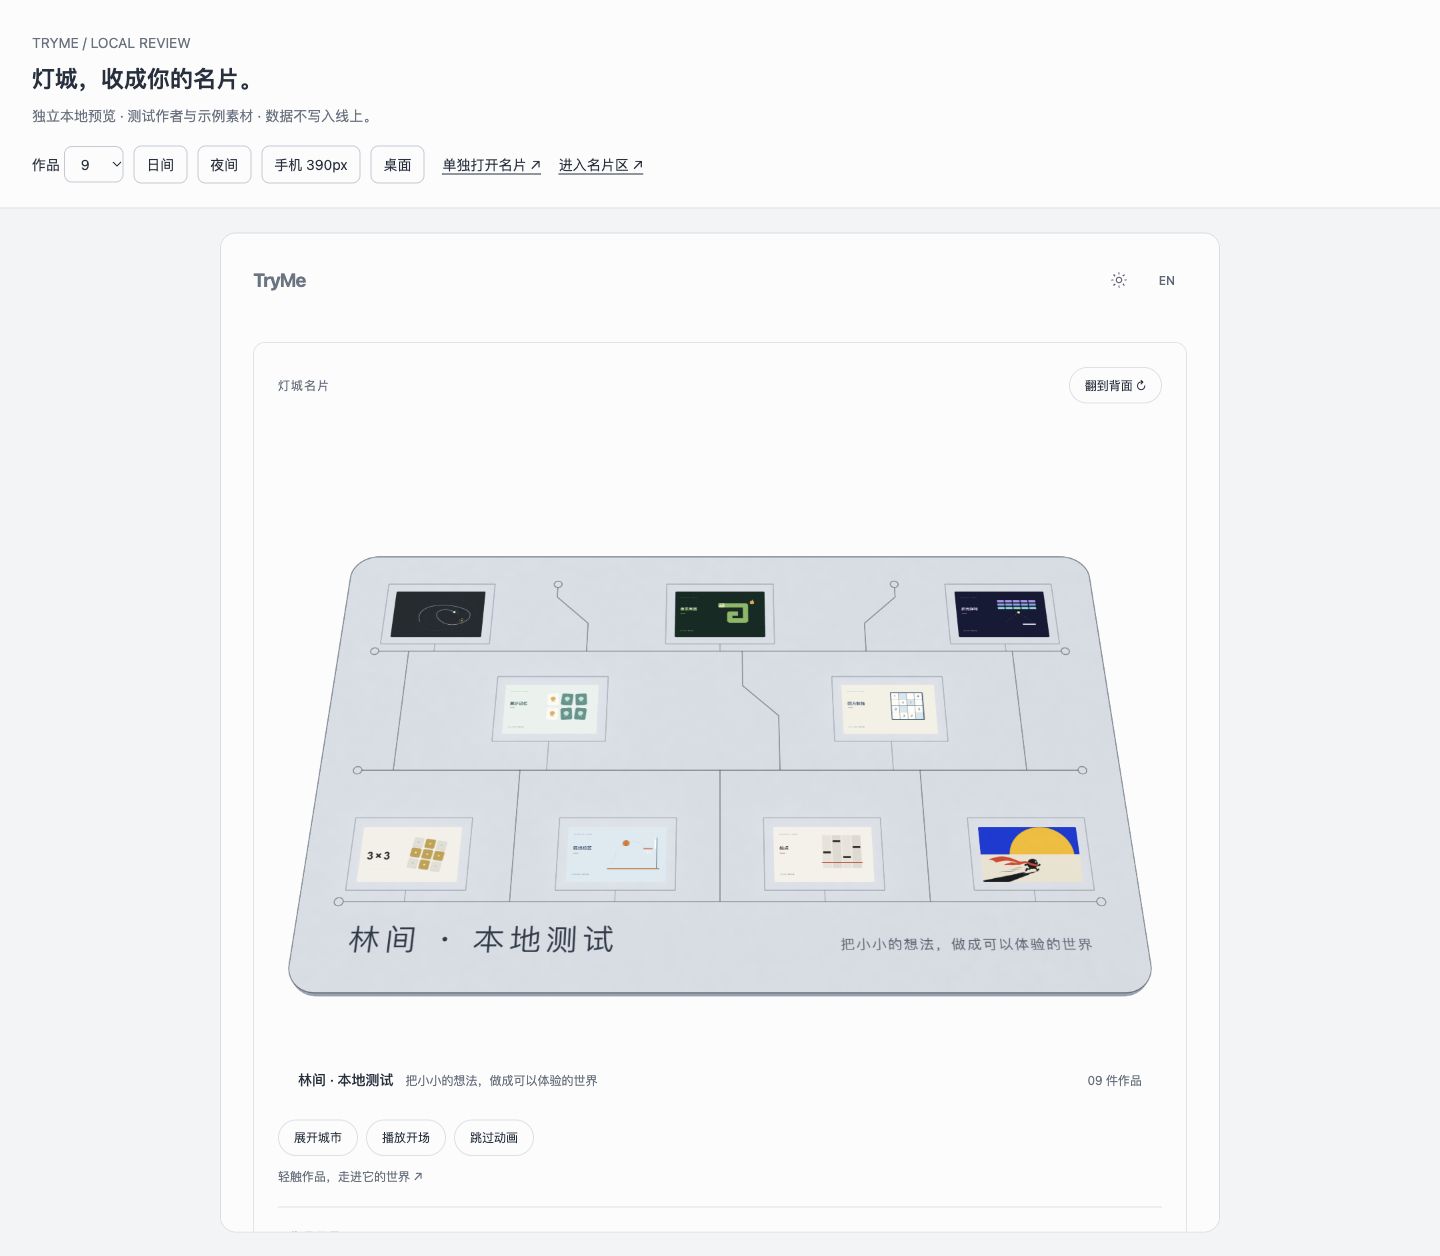 TRYME / LOCAL REVIEW
灯城，收成你的名片。
独立本地预览 · 测试作者与示例素材 · 数据不写入线上。
作品 9 日间 夜间 手机 390px 桌面 单独打开名片 ↗ 进入名片区 ↗
TryMe
EN
灯城名片
翻到背面 ↻
3×3
林间 · 本地测试
把小小的想法，做成可以体验的世界
林间 · 本地测试 把小小的想法，做成可以体验的世界
09 件作品
展开城市 播放开场 跳过动画
轻触作品，走进它的世界 ↗